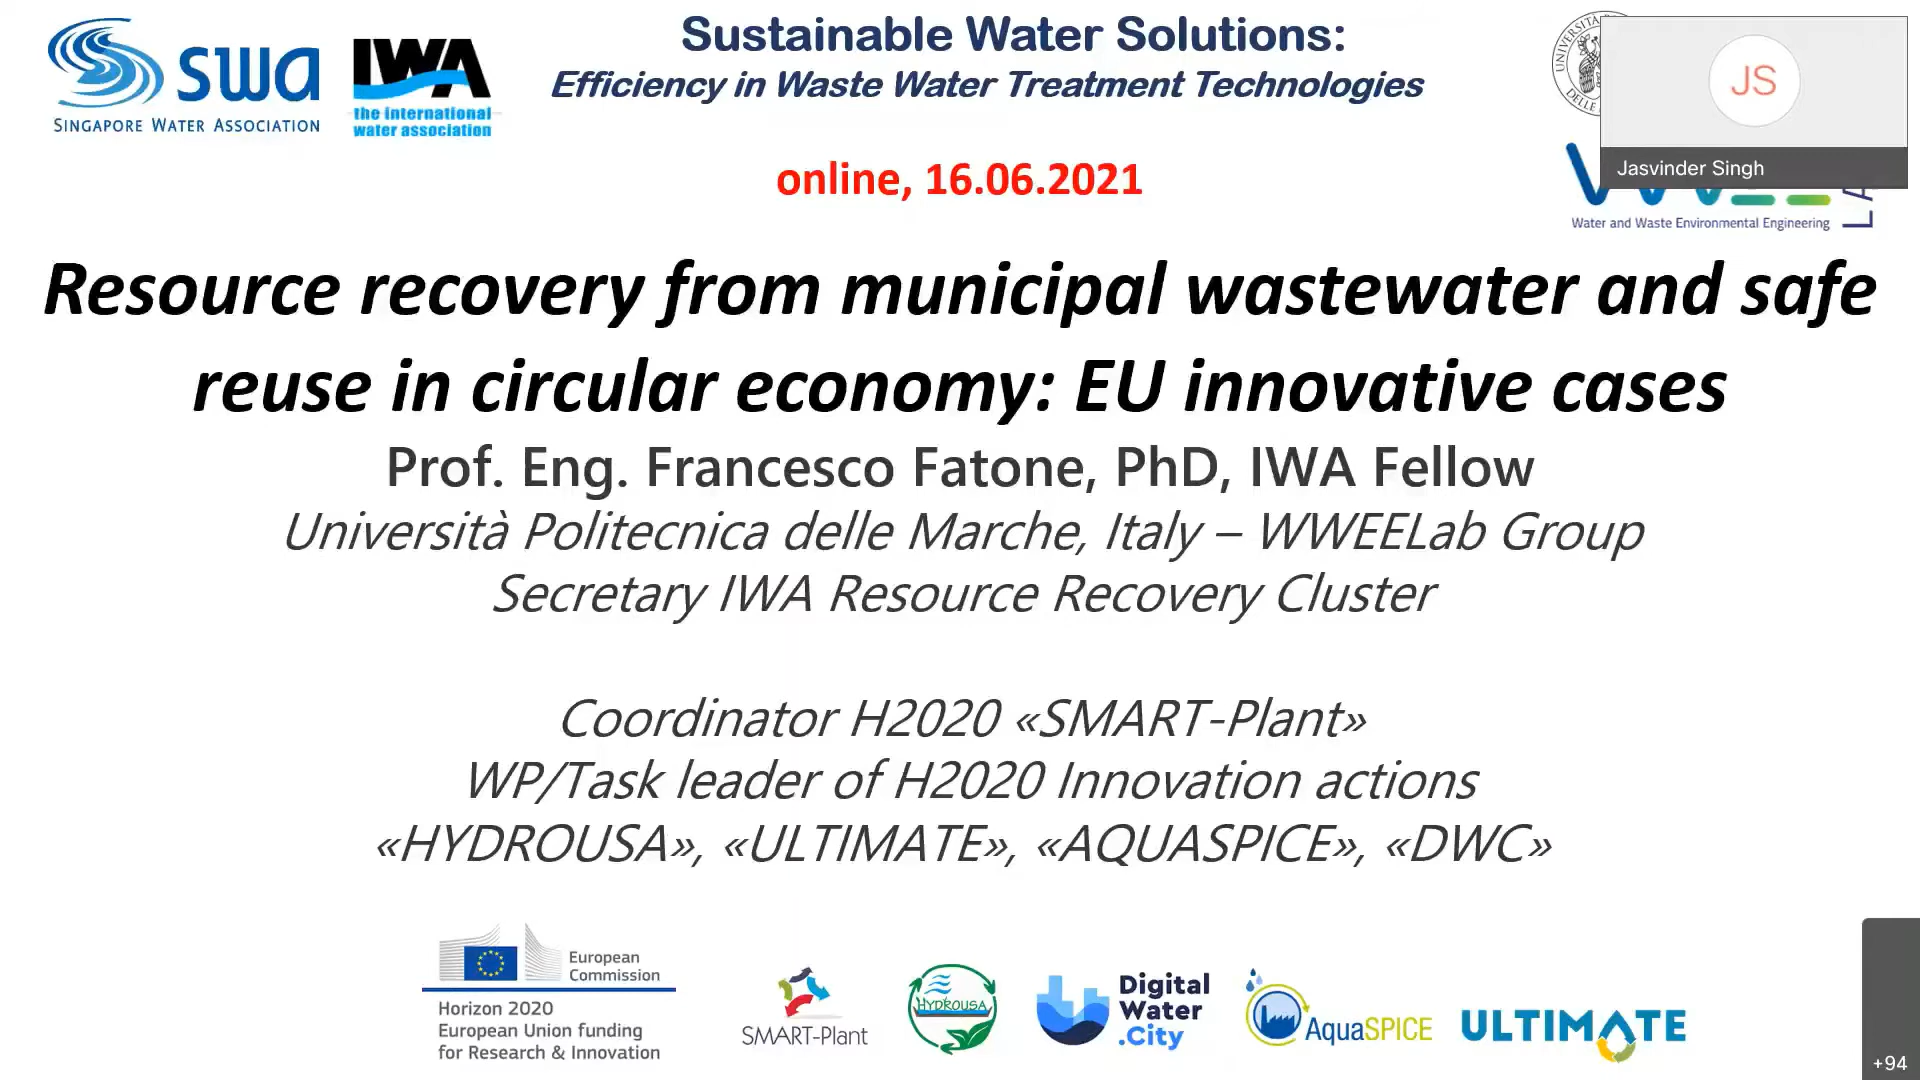 swa
SINGAPORE WATER ASSOCIATION
IWA
the international
water association
Sustainable Water Solutions:
Efficiency in Waste Water Treatment Technologies
online, 16.06.2021
JS
Jasvinder Singh
Water and Waste Environmental Engineering
Resource recovery from municipal wastewater and safe
reuse in circular economy: EU innovative cases
Prof. Eng. Francesco Fatone, PhD, IWA Fellow
Università Politecnica delle Marche, Italy – WWEELab Group
Secretary IWA Resource Recovery Cluster
Coordinator H2020 «SMART-Plant»
WP/Task leader of H2020 Innovation actions
«HYDROUSA», «ULTIMATE», «AQUASPICE», «DWC»
European
Commission
Horizon 2020
European Union funding
for Research & Innovation
SMART-Plant
HYDROUSA
Digital
Water
.City
AquaSPICE
ULTIMATE
+94